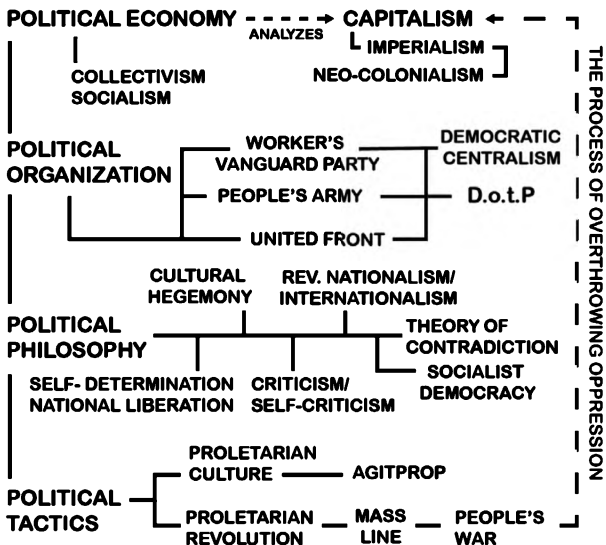 POLITICAL ECONOMY
ANALYZES
CAPITALISM
IMPERIALISM
NEO-COLONIALISM
COLLECTIVISM
SOCIALISM
THE PROCESS OF OVERTHROWING OPPRESSION
POLITICAL
ORGANIZATION
WORKER'S
VANGUARD PARTY
DEMOCRATIC
CENTRALISM
PEOPLE'S ARMY
D.o.t.P
UNITED FRONT
POLITICAL
PHILOSOPHY
CULTURAL
HEGEMONY
REV. NATIONALISM/
INTERNATIONALISM
THEORY OF
CONTRADICTION
SELF- DETERMINATION
NATIONAL LIBERATION
CRITICISM/
SELF-CRITICISM
SOCIALIST
DEMOCRACY
POLITICAL
TACTICS
PROLETARIAN
CULTURE
AGITPROP
PROLETARIAN
REVOLUTION
MASS
LINE
PEOPLE'S
WAR